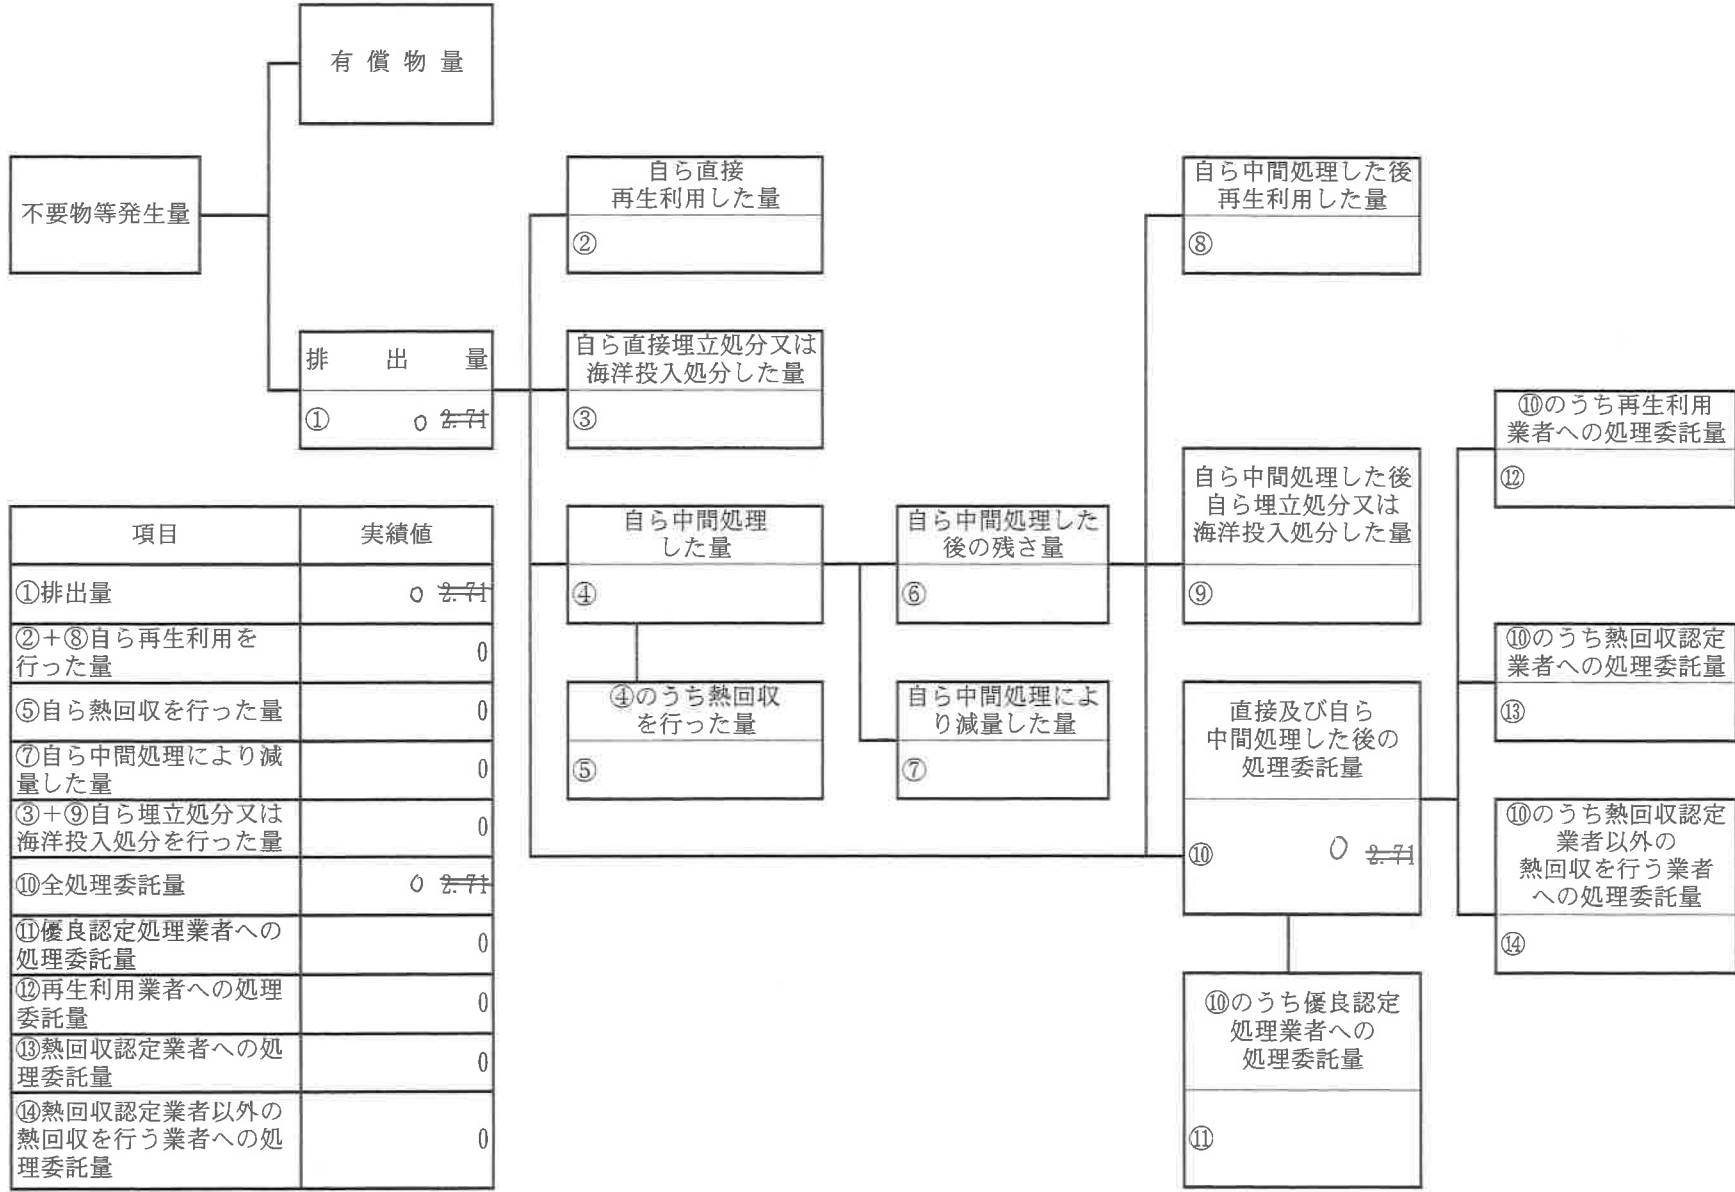 有償物量
不要物等発生量
自ら直接
再生利用した量
②
自ら中間処理した後
再生利用した量
⑧
排出量
① 0 2.71
自ら直接埋立処分又は
海洋投入処分した量
③
⑩のうち再生利用
業者への処理委託量
⑫
自ら中間処理した後
自ら埋立処分又は
海洋投入処分した量
⑨
自ら中間処理
した量
④
自ら中間処理した
後の残さ量
⑥
④のうち熱回収
を行った量
⑤
自ら中間処理によ
り減量した量
⑦
⑩のうち熱回収認定
業者への処理委託量
⑬
直接及び自ら
中間処理した後の
処理委託量
⑩ 0 2.71
⑩のうち熱回収認定
業者以外の
熱回収を行う業者
への処理委託量
⑭
⑩のうち優良認定
処理業者への
処理委託量
⑪
項目 実績値
①排出量 0 2.71
②+⑧自ら再生利用を
行った量 0
⑤自ら熱回収を行った量 0
⑦自ら中間処理により減
量した量 0
③+⑨自ら埋立処分又は
海洋投入処分を行った量 0
⑩全処理委託量 0 2.71
⑪優良認定処理業者への
処理委託量 0
⑫再生利用業者への処理
委託量 0
⑬熱回収認定業者への処
理委託量 0
⑭熱回収認定業者以外の
熱回収を行う業者への処
理委託量 0